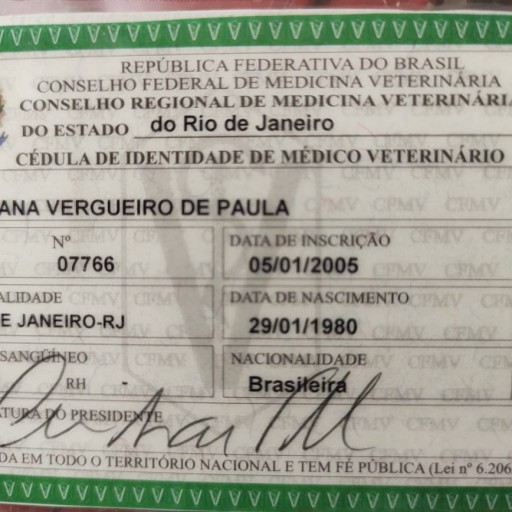 REPÚBLICA FEDERATIVA DO BRASIL
CONSELHO FEDERAL DE MEDICINA VETERINÁRIA
CONSELHO REGIONAL DE MEDICINA VETERINÁRIA
DO ESTADO do Rio de Janeiro
CÉDULA DE IDENTIDADE DE MÉDICO VETERINÁRIO
ANA VERGUEIRO DE PAULA
Nº DATA DE INSCRIÇÃO
07766 05/01/2005
ALIDADE DATA DE NASCIMENTO
E JANEIRO-RJ 29/01/1980
SANGÜÍNEO NACIONALIDADE
RH - Brasileira
TURA DO PRESIDENTE
DA EM TODO O TERRITÓRIO NACIONAL E TEM FÉ PÚBLICA (Lei nº 6.206